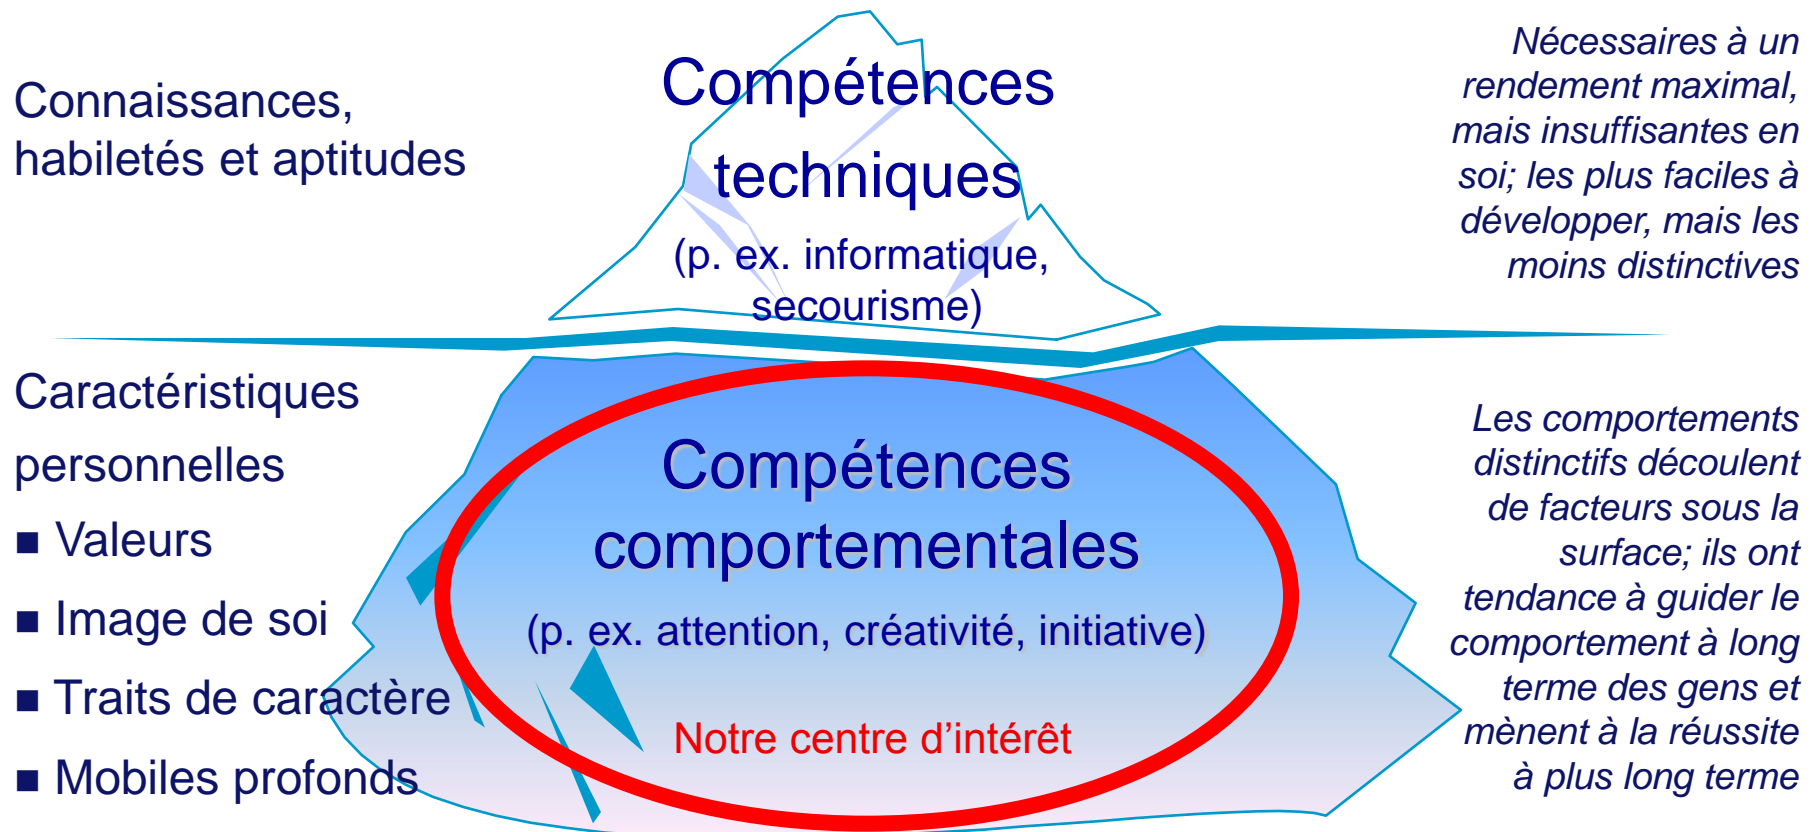 Connaissances,
habiletés et aptitudes
Compétences
techniques
(p. ex. informatique,
secourisme)
Nécessaires à un
rendement maximal,
mais insuffisantes en
soi; les plus faciles à
développer, mais les
moins distinctives
Caractéristiques
personnelles
■ Valeurs
■ Image de soi
■ Traits de caractère
■ Mobiles profonds
Compétences
comportementales
(p. ex. attention, créativité, initiative)
Notre centre d’intérêt
Les comportements
distinctifs découlent
de facteurs sous la
surface; ils ont
tendance à guider le
comportement à long
terme des gens et
mènent à la réussite
à plus long terme